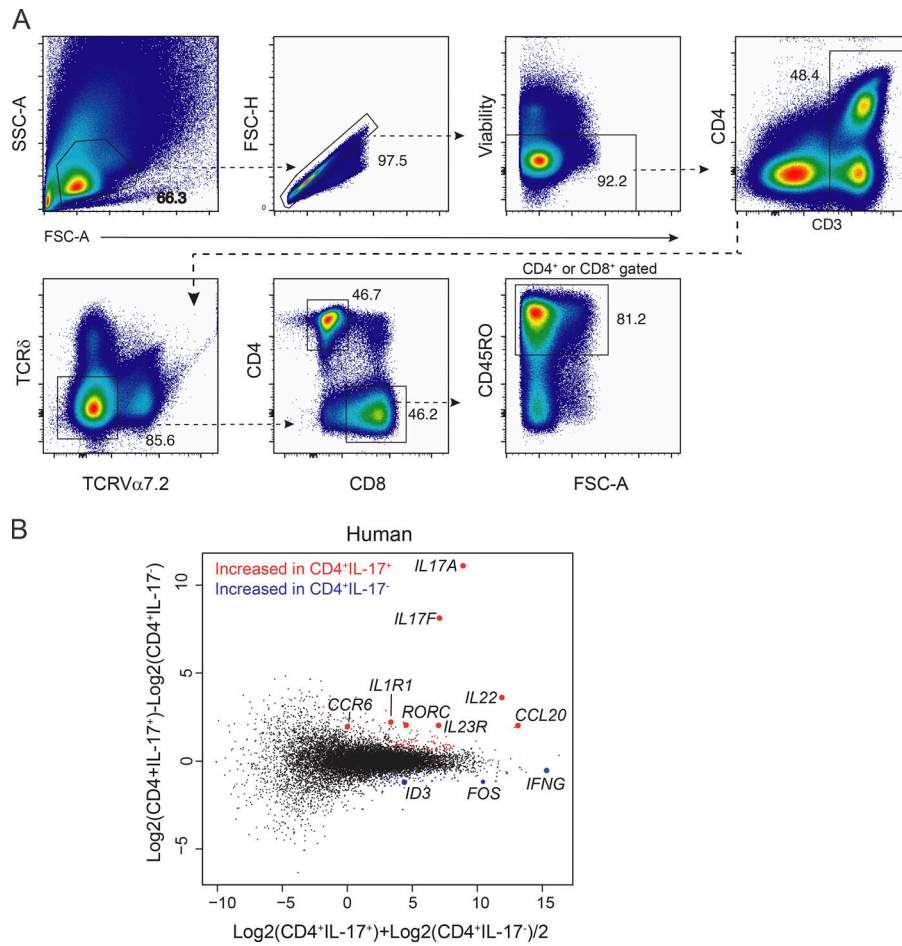 A
SSC-A
66.3
FSC-H
97.5
0
Viability
92.2
CD4
48.4
FSC-A
CD3
CD4⁺ or CD8⁺ gated
TCRδ
85.6
TCRVα7.2
CD4
46.7
46.2
CD8
CD45RO
81.2
FSC-A
B
Human
Increased in CD4⁺IL-17⁺
Increased in CD4⁺IL-17⁻
IL17A
IL17F
IL1R1
IL22
CCR6
RORC
CCL20
IL23R
ID3
FOS
IFNG
Log2(CD4+IL-17⁺)-Log2(CD4⁺IL-17⁻)
10
5
0
−5
−10 −5 0 5 10 15
Log2(CD4⁺IL-17⁺)+Log2(CD4⁺IL-17⁻)/2